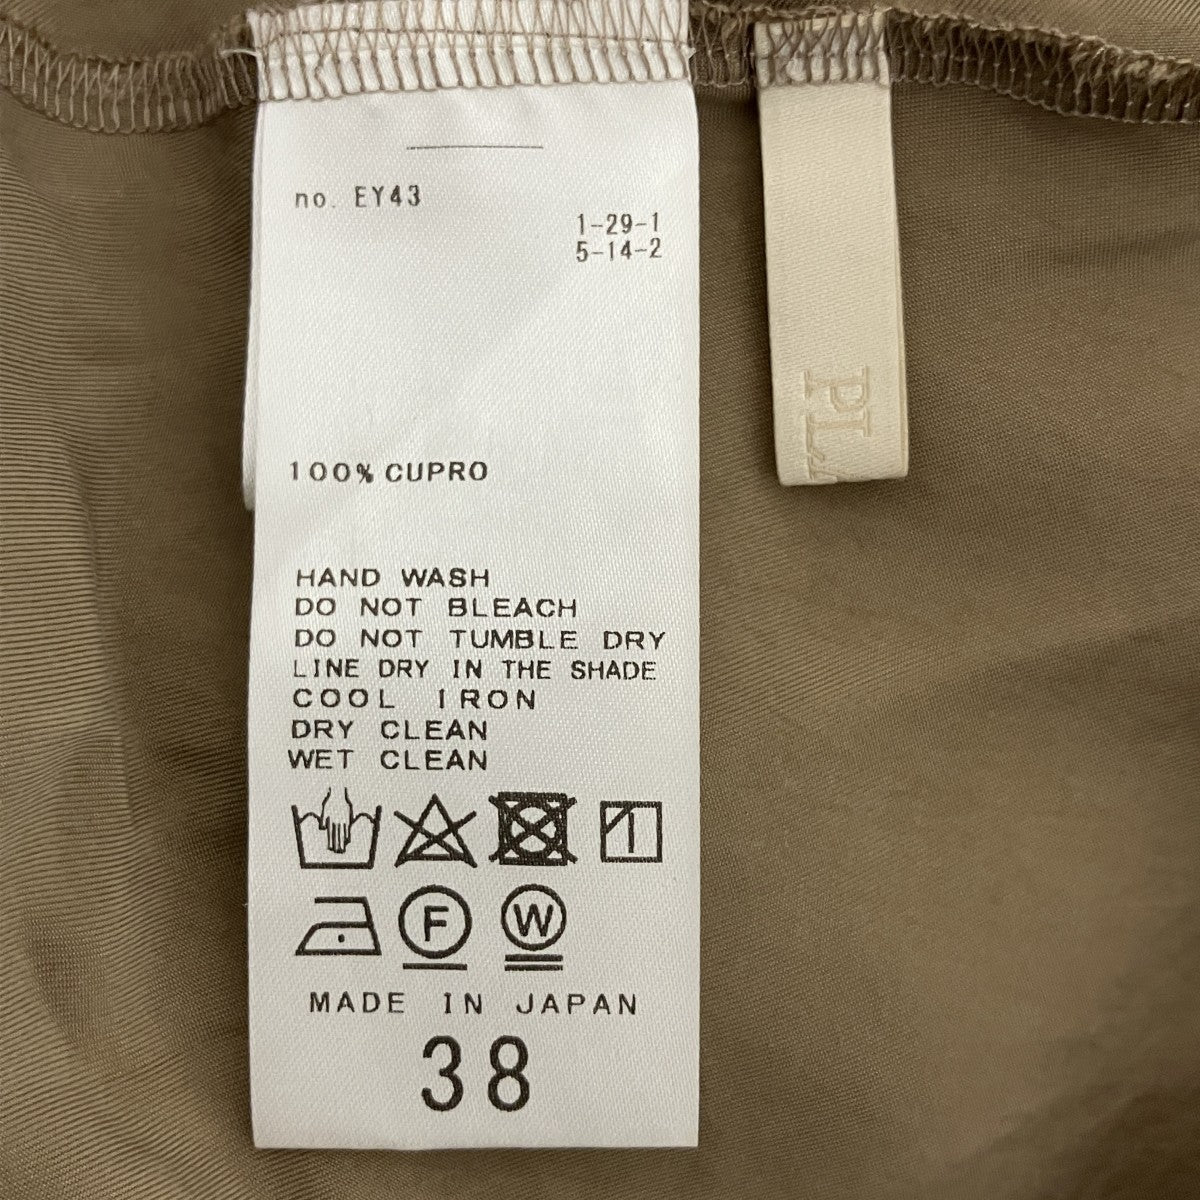 no. EY43
1-29-1
5-14-2
100% CUPRO
HAND WASH
DO NOT BLEACH
DO NOT TUMBLE DRY
LINE DRY IN THE SHADE
COOL IRON
DRY CLEAN
WET CLEAN
F W
MADE IN JAPAN
38